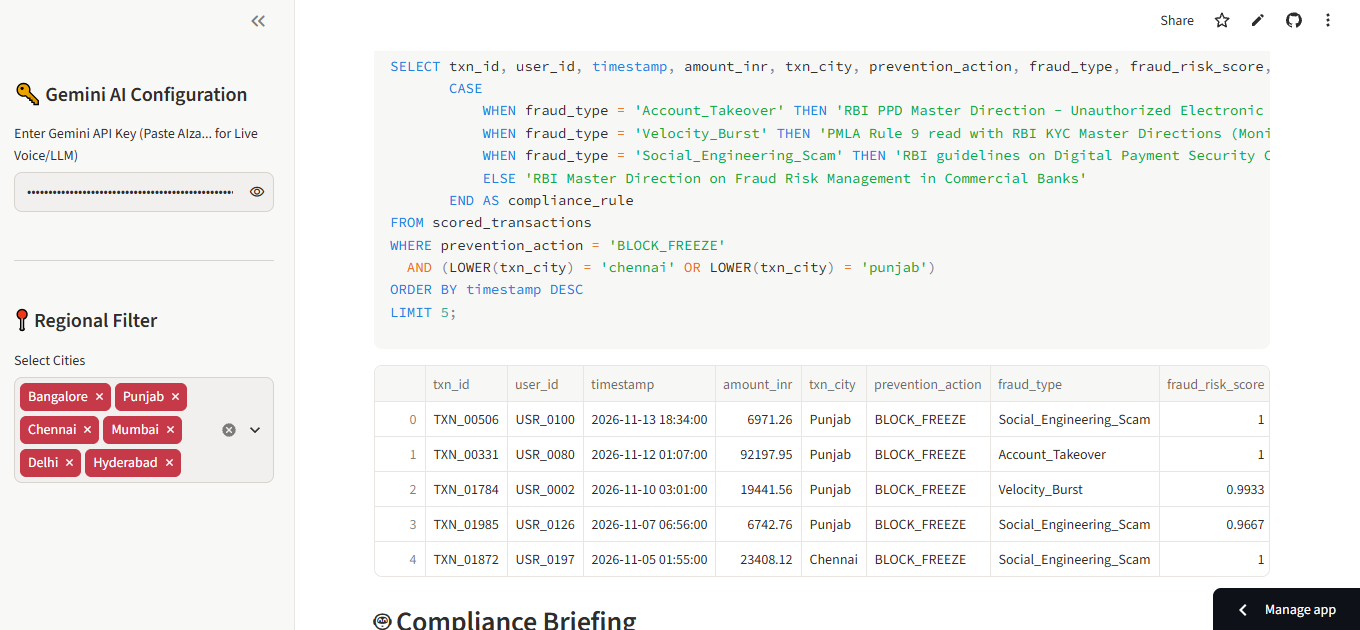 Share
Gemini AI Configuration
Enter Gemini API Key (Paste AIza... for Live
Voice/LLM)
••••••••••••••••••••••••••••••••••••••••••••••••
Regional Filter
Select Cities
Bangalore × Punjab ×
Chennai × Mumbai ×
Delhi × Hyderabad ×
SELECT txn_id, user_id, timestamp, amount_inr, txn_city, prevention_action, fraud_type, fraud_risk_score,
CASE
WHEN fraud_type = 'Account_Takeover' THEN 'RBI PPD Master Direction - Unauthorized Electronic
WHEN fraud_type = 'Velocity_Burst' THEN 'PMLA Rule 9 read with RBI KYC Master Directions (Moni
WHEN fraud_type = 'Social_Engineering_Scam' THEN 'RBI guidelines on Digital Payment Security C
ELSE 'RBI Master Direction on Fraud Risk Management in Commercial Banks'
END AS compliance_rule
FROM scored_transactions
WHERE prevention_action = 'BLOCK_FREEZE'
AND (LOWER(txn_city) = 'chennai' OR LOWER(txn_city) = 'punjab')
ORDER BY timestamp DESC
LIMIT 5;
txn_id user_id timestamp amount_inr txn_city prevention_action fraud_type fraud_risk_score
0 TXN_00506 USR_0100 2026-11-13 18:34:00 6971.26 Punjab BLOCK_FREEZE Social_Engineering_Scam 1
1 TXN_00331 USR_0080 2026-11-12 01:07:00 92197.95 Punjab BLOCK_FREEZE Account_Takeover 1
2 TXN_01784 USR_0002 2026-11-10 03:01:00 19441.56 Punjab BLOCK_FREEZE Velocity_Burst 0.9933
3 TXN_01985 USR_0126 2026-11-07 06:56:00 6742.76 Punjab BLOCK_FREEZE Social_Engineering_Scam 0.9667
4 TXN_01872 USR_0197 2026-11-05 01:55:00 23408.12 Chennai BLOCK_FREEZE Social_Engineering_Scam 1
Compliance Briefing
Manage app